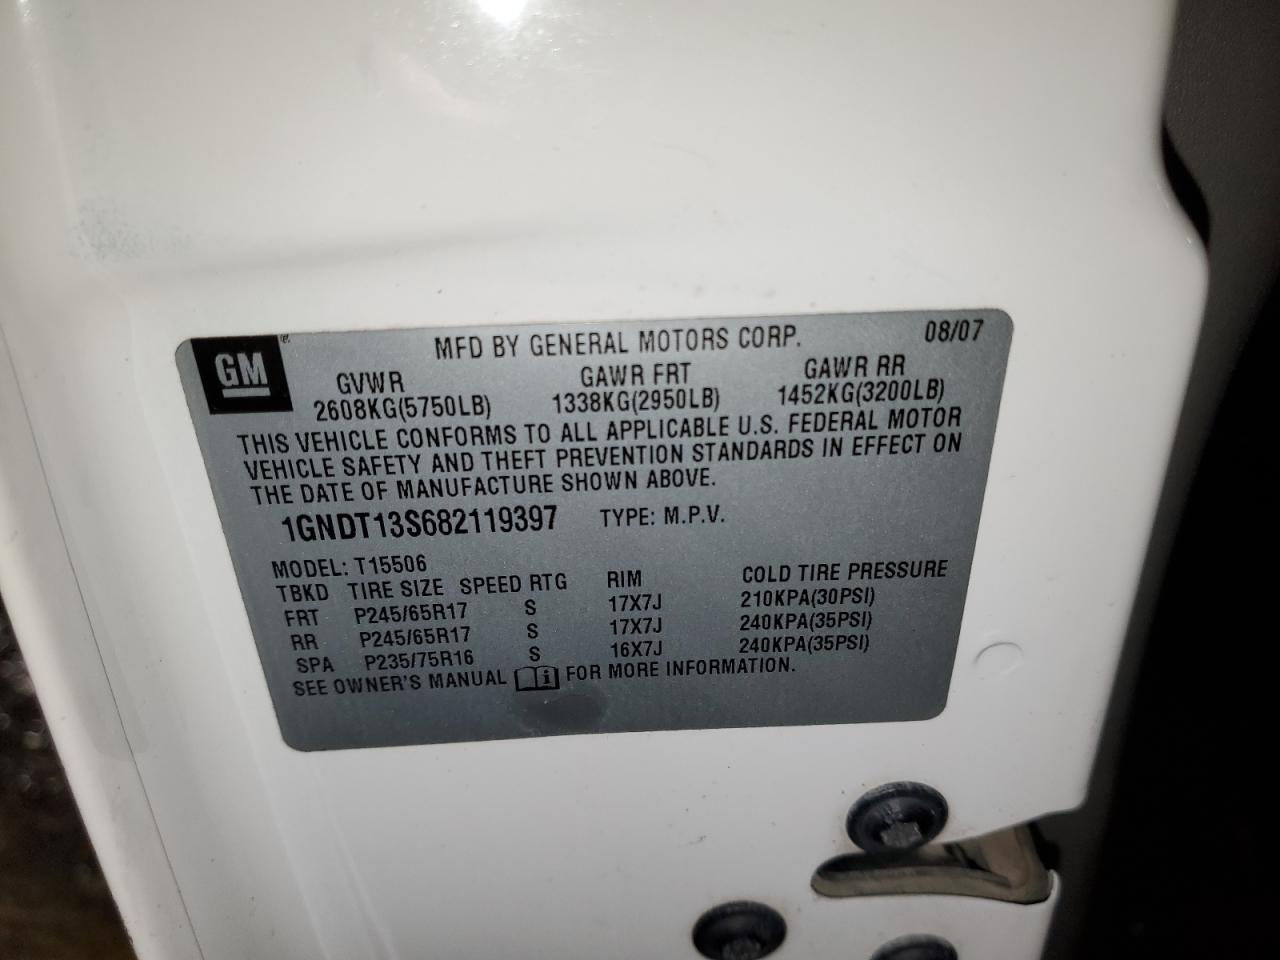 GM
MFD BY GENERAL MOTORS CORP. 08/07
GVWR GAWR FRT GAWR RR
2608KG(5750LB) 1338KG(2950LB) 1452KG(3200LB)
THIS VEHICLE CONFORMS TO ALL APPLICABLE U.S. FEDERAL MOTOR
VEHICLE SAFETY AND THEFT PREVENTION STANDARDS IN EFFECT ON
THE DATE OF MANUFACTURE SHOWN ABOVE.
1GNDT13S682119397 TYPE: M.P.V.
MODEL: T15506
TBKD TIRE SIZE SPEED RTG RIM COLD TIRE PRESSURE
FRT P245/65R17 S 17X7J 210KPA(30PSI)
RR P245/65R17 S 17X7J 240KPA(35PSI)
SPA P235/75R16 S 16X7J 240KPA(35PSI)
SEE OWNER'S MANUAL i FOR MORE INFORMATION.